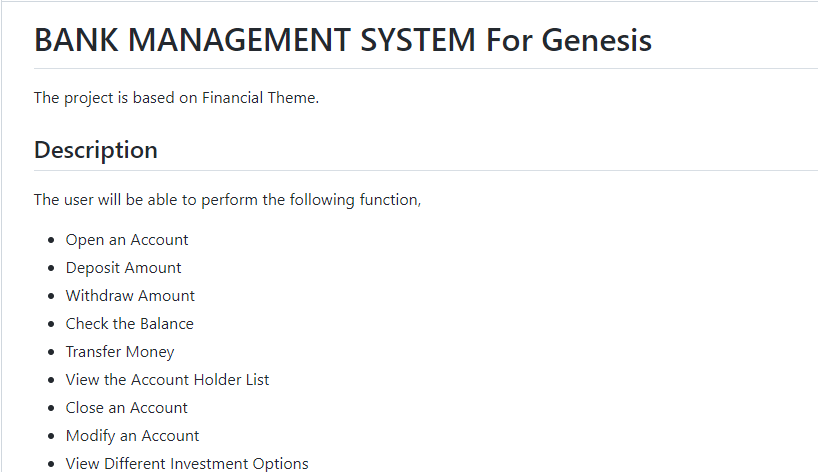 BANK MANAGEMENT SYSTEM For Genesis
The project is based on Financial Theme.
Description
The user will be able to perform the following function,
Open an Account
Deposit Amount
Withdraw Amount
Check the Balance
Transfer Money
View the Account Holder List
Close an Account
Modify an Account
View Different Investment Options